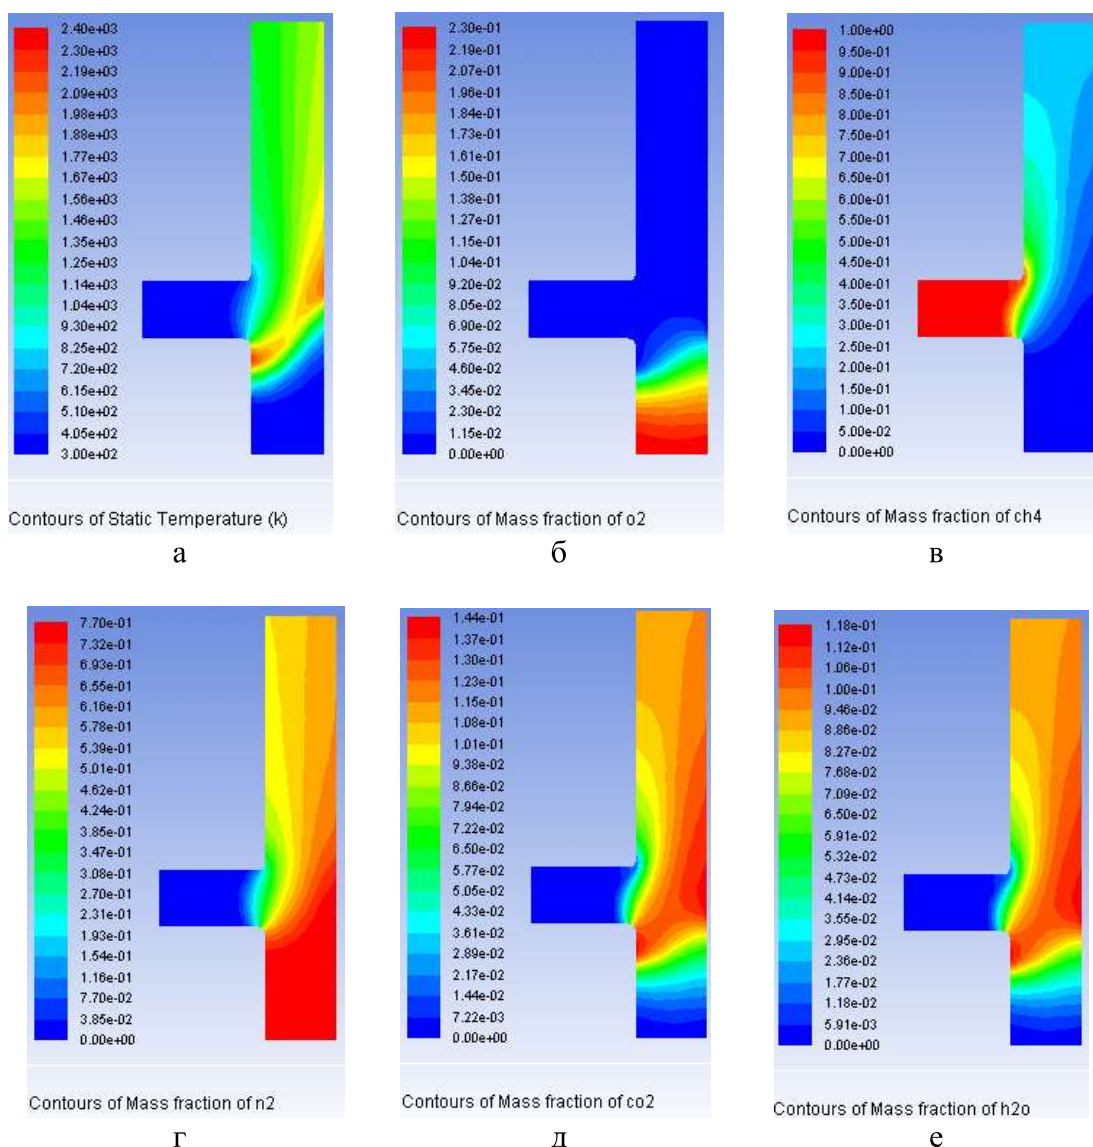 2.40e+03
2.30e+03
2.19e+03
2.09e+03
1.98e+03
1.88e+03
1.77e+03
1.67e+03
1.56e+03
1.46e+03
1.35e+03
1.25e+03
1.14e+03
1.04e+03
9.30e+02
8.25e+02
7.20e+02
6.15e+02
5.10e+02
4.05e+02
3.00e+02
Contours of Static Temperature (k)
а
2.30e-01
2.19e-01
2.07e-01
1.96e-01
1.84e-01
1.73e-01
1.61e-01
1.50e-01
1.38e-01
1.27e-01
1.15e-01
1.04e-01
9.20e-02
8.05e-02
6.90e-02
5.75e-02
4.60e-02
3.45e-02
2.30e-02
1.15e-02
0.00e+00
Contours of Mass fraction of o2
б
1.00e+00
9.50e-01
9.00e-01
8.50e-01
8.00e-01
7.50e-01
7.00e-01
6.50e-01
6.00e-01
5.50e-01
5.00e-01
4.50e-01
4.00e-01
3.50e-01
3.00e-01
2.50e-01
2.00e-01
1.50e-01
1.00e-01
5.00e-02
0.00e+00
Contours of Mass fraction of ch4
в
7.70e-01
7.32e-01
6.93e-01
6.55e-01
6.16e-01
5.78e-01
5.39e-01
5.01e-01
4.62e-01
4.24e-01
3.85e-01
3.47e-01
3.08e-01
2.70e-01
2.31e-01
1.93e-01
1.54e-01
1.16e-01
7.70e-02
3.85e-02
0.00e+00
Contours of Mass fraction of n2
г
1.44e-01
1.37e-01
1.30e-01
1.23e-01
1.15e-01
1.08e-01
1.01e-01
9.38e-02
8.66e-02
7.94e-02
7.22e-02
6.50e-02
5.77e-02
5.05e-02
4.33e-02
3.61e-02
2.89e-02
2.17e-02
1.44e-02
7.22e-03
0.00e+00
Contours of Mass fraction of co2
д
1.18e-01
1.12e-01
1.06e-01
1.00e-01
9.46e-02
8.86e-02
8.27e-02
7.68e-02
7.09e-02
6.50e-02
5.91e-02
5.32e-02
4.73e-02
4.14e-02
3.55e-02
2.95e-02
2.36e-02
1.77e-02
1.18e-02
5.91e-03
0.00e+00
Contours of Mass fraction of h2o
е